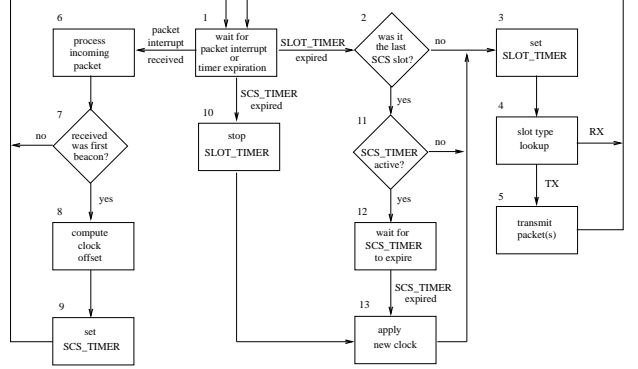 6
process
incoming
packet
packet
interrupt
received
1
wait for
packet interrupt
or
timer expiration
SLOT_TIMER
expired
2
was it
the last
SCS slot?
no
3
set
SLOT_TIMER
SCS_TIMER
expired
yes
4
slot type
lookup
RX
TX
5
transmit
packet(s)
7
received
was first
beacon?
no
yes
10
stop
SLOT_TIMER
11
SCS_TIMER
active?
no
yes
8
compute
clock
offset
12
wait for
SCS_TIMER
to expire
SCS_TIMER
expired
9
set
SCS_TIMER
13
apply
new clock